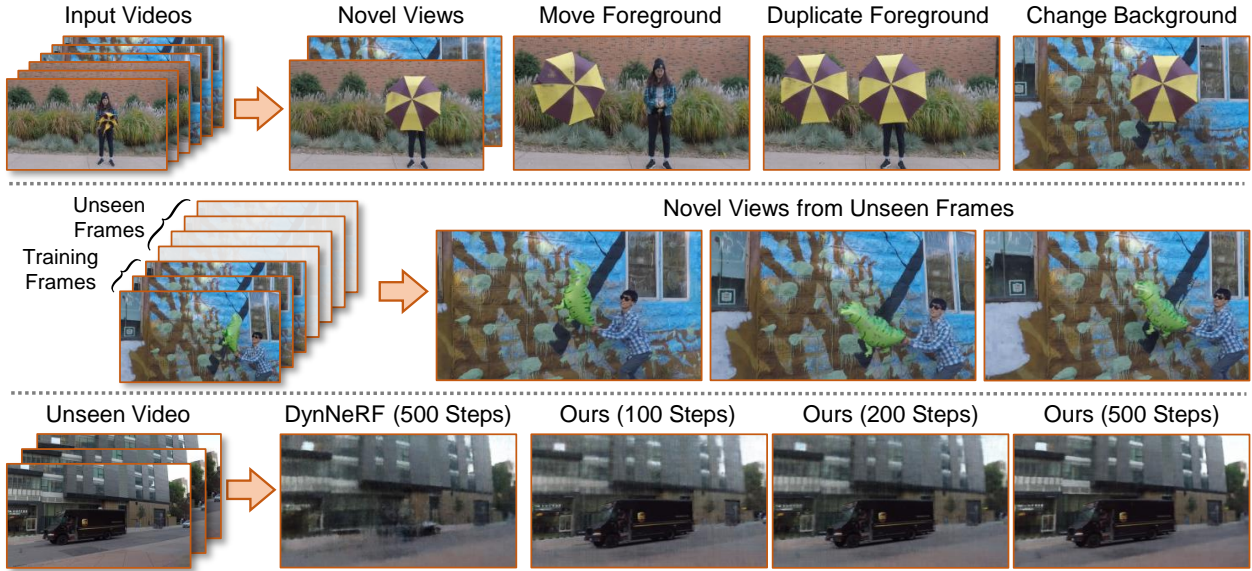 Input Videos
Novel Views
Move Foreground
Duplicate Foreground
Change Background
Unseen
Frames
Training
Frames
Novel Views from Unseen Frames
Unseen Video
DynNeRF (500 Steps)
Ours (100 Steps)
Ours (200 Steps)
Ours (500 Steps)